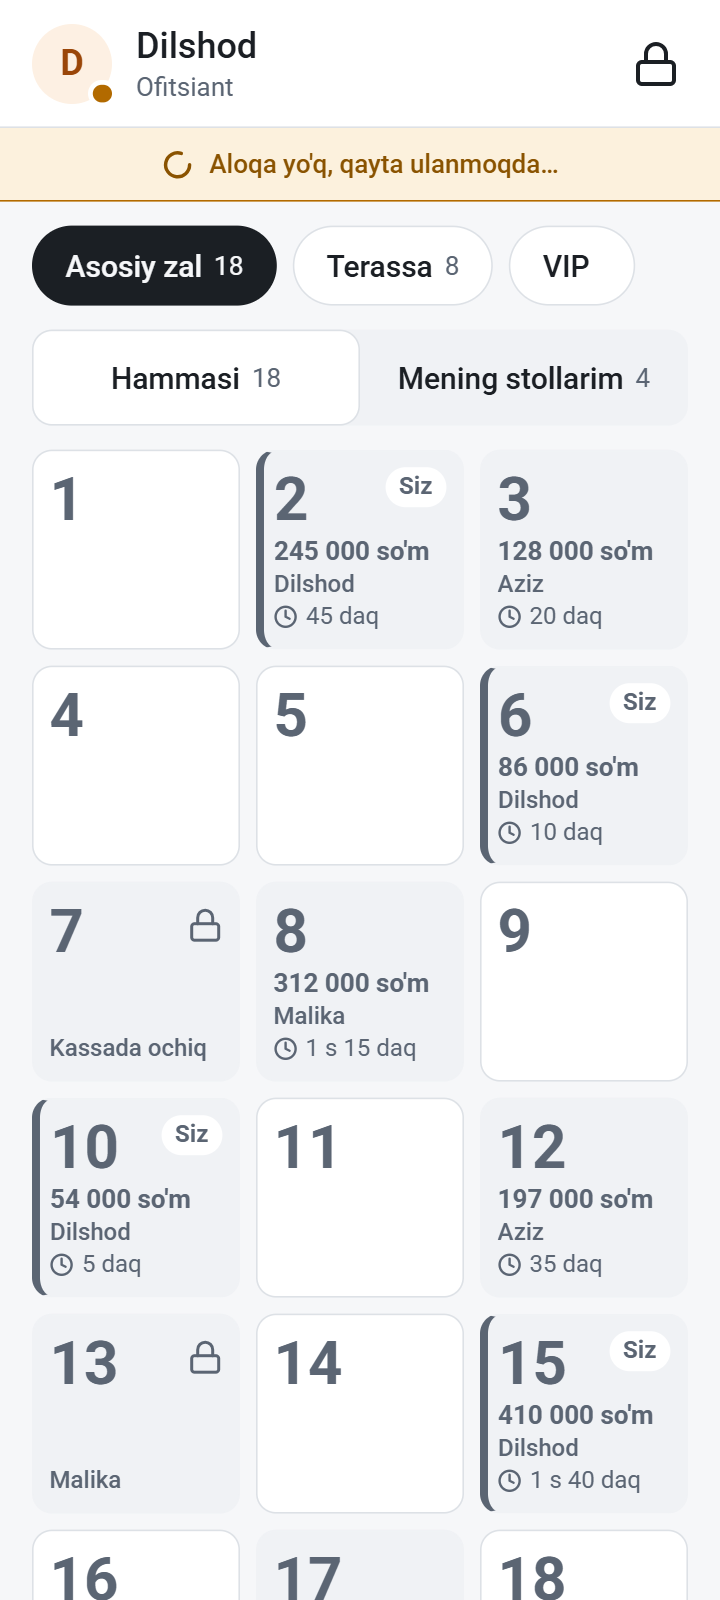 D
Dilshod
Ofitsiant
Aloqa yo'q, qayta ulanmoqda...
Asosiy zal 18
Terassa 8
VIP
Hammasi 18
Mening stollarim 4
1
2 Siz
245 000 so'm
Dilshod
45 daq
3
128 000 so'm
Aziz
20 daq
4
5
6 Siz
86 000 so'm
Dilshod
10 daq
7
Kassada ochiq
8
312 000 so'm
Malika
1 s 15 daq
9
10 Siz
54 000 so'm
Dilshod
5 daq
11
12
197 000 so'm
Aziz
35 daq
13
Malika
14
15 Siz
410 000 so'm
Dilshod
1 s 40 daq
16
17
18